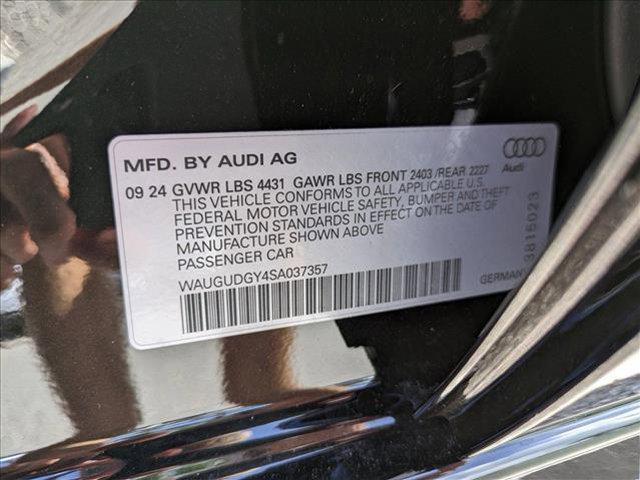 MFD. BY AUDI AG
Audi
09 24 GVWR LBS 4431 GAWR LBS FRONT 2403 /REAR 2227
THIS VEHICLE CONFORMS TO ALL APPLICABLE U.S.
FEDERAL MOTOR VEHICLE SAFETY, BUMPER AND THEFT
PREVENTION STANDARDS IN EFFECT ON THE DATE OF
MANUFACTURE SHOWN ABOVE
PASSENGER CAR
WAUGUDGY4SA037357
GERMANY
3815023